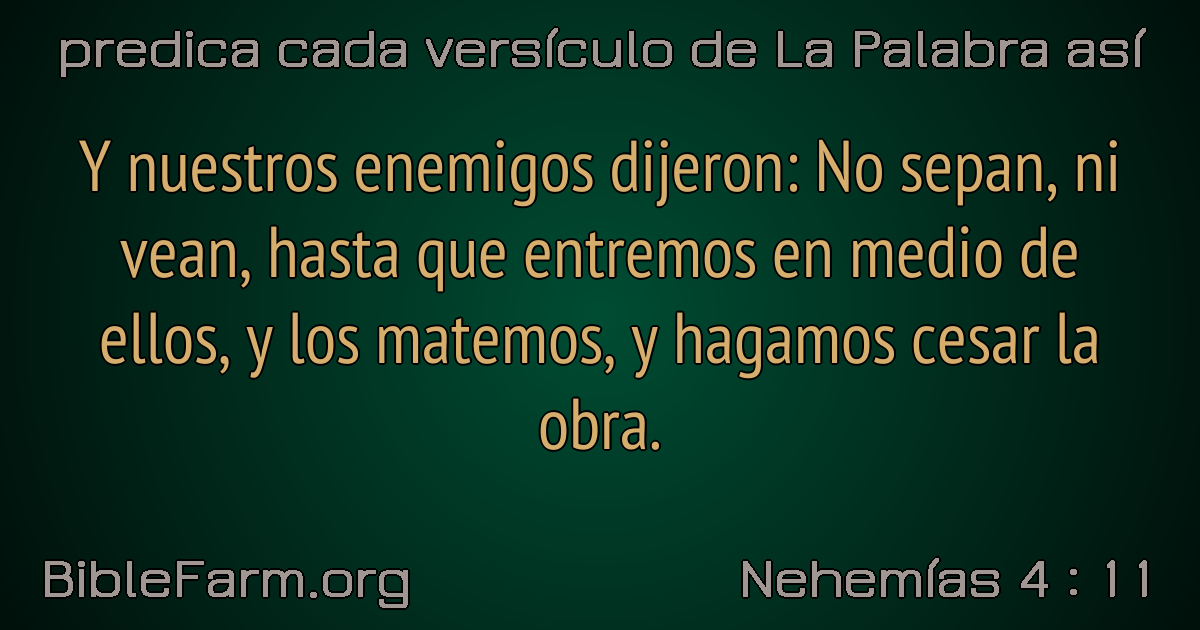 predica cada versículo de La Palabra así
Y nuestros enemigos dijeron: No sepan, ni
vean, hasta que entremos en medio de
ellos, y los matemos, y hagamos cesar la
obra.
BibleFarm.org
Nehemías 4 : 11